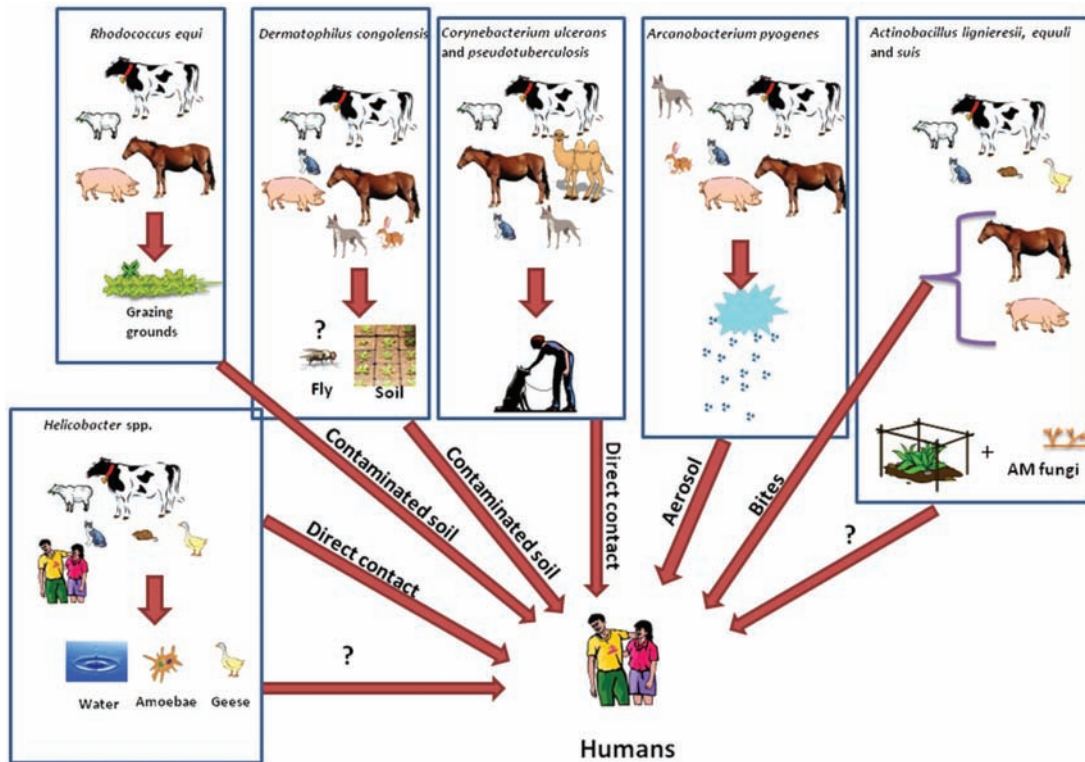 Rhodococcus equi
Grazing
grounds
Dermatophilus congolensis
?
Fly
Soil
Corynebacterium ulcerans
and pseudotuberculosis
Arcanobacterium pyogenes
Actinobacillus lignieresii, equuli
and suis
+
AM fungi
Helicobacter spp.
Water
Amoebae
Geese
Contaminated soil
Contaminated soil
Direct contact
Aerosol
Bites
?
Direct contact
?
Humans